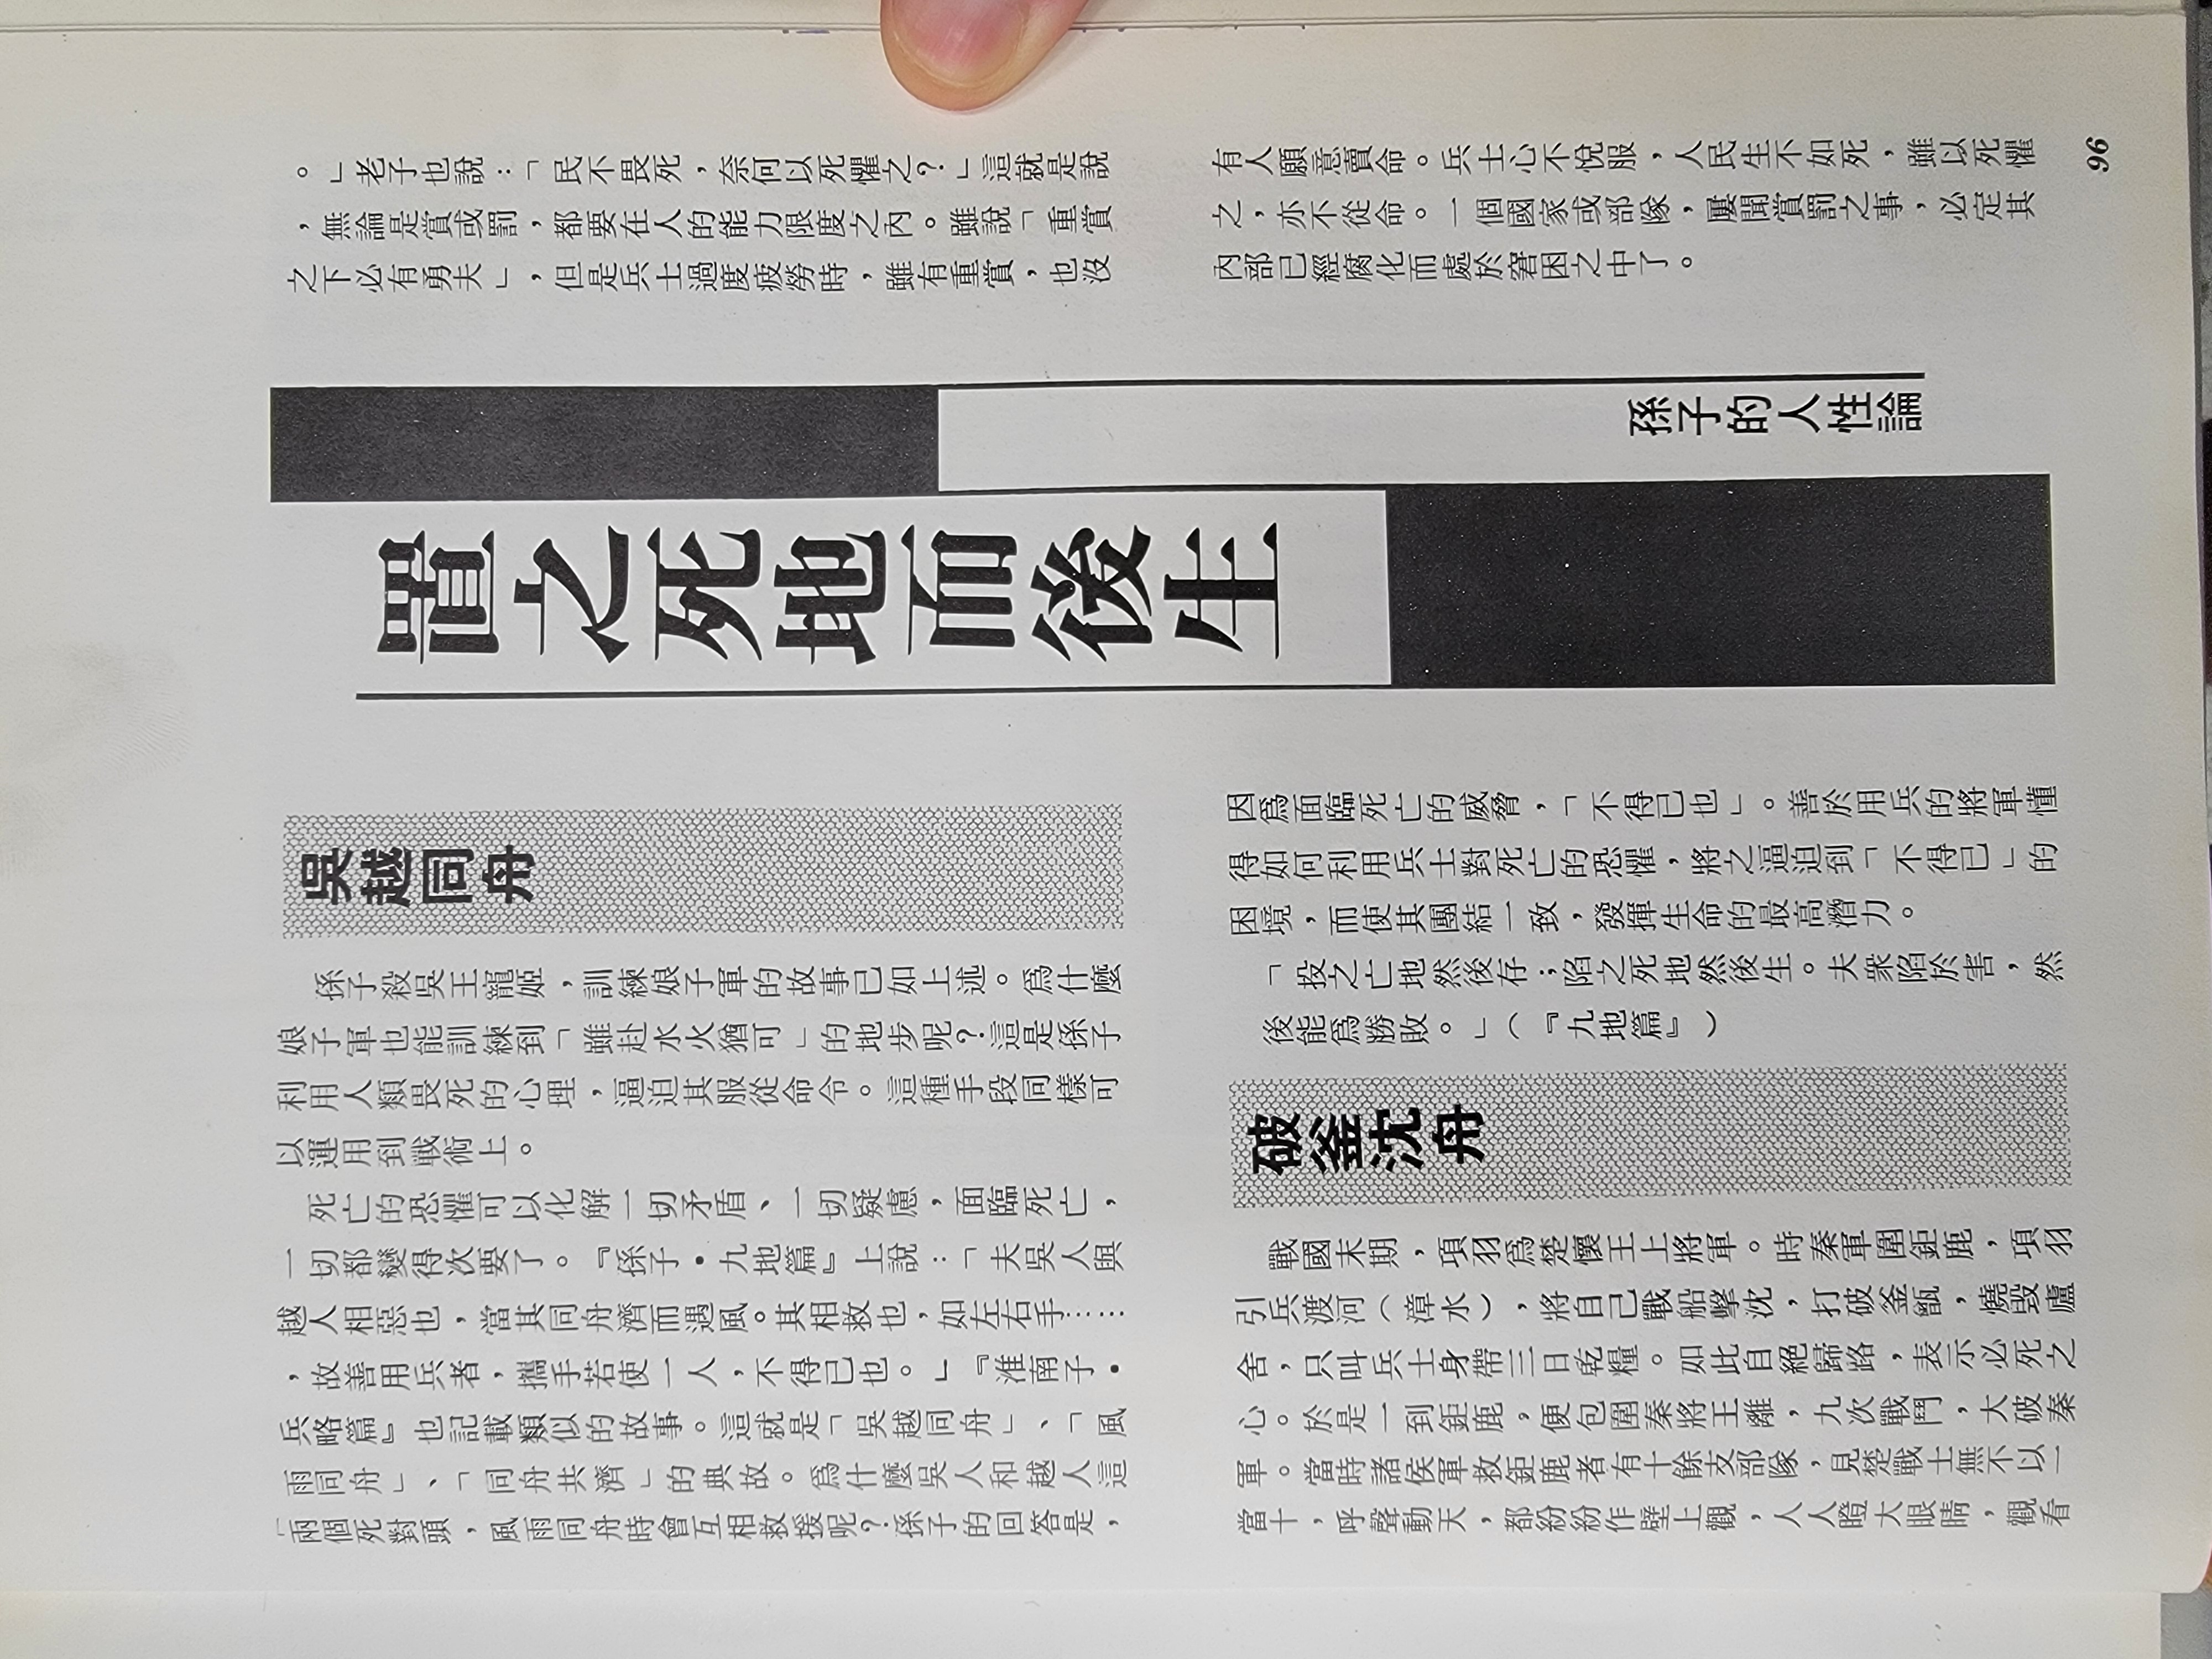 。」老子也說：「民不畏死，奈何以死懼之？」這就是說
，無論是賞或罰，都要在人的能力限度之內。雖說「重賞
之下必有勇夫」，但是兵士過度疲勞時，雖有重賞，也沒
有人願意賣命。兵士心不悅服，人民生不如死，雖以死懼
之，亦不從命。一個國家或部隊，屢聞賞罰之事，必定其
內部已經腐化而處於窘困之中了。
置之死地而後生
孫子的人性論
吳越同舟
孫子殺吳王寵姬，訓練娘子軍的故事已如上述。爲什麼
娘子軍也能訓練到「雖赴水火猶可」的地步呢？這是孫子
利用人類畏死的心理，逼迫其服從命令。這種手段同樣可
以運用到戰術上。
死亡的恐懼可以化解一切矛盾、一切疑慮，面臨死亡，
一切都變得次要了。『孫子•九地篇』上說：「夫吳人與
越人相惡也，當其同舟濟而遇風。其相救也，如左右手……
，故善用兵者，攜手若使一人，不得已也。」『淮南子•
兵略篇』也記載類似的故事。這就是「吳越同舟」、「風
雨同舟」、「同舟共濟」的典故。爲什麼吳人和越人這
「兩個死對頭，風雨同舟時會互相救援呢？孫子的回答是，
因爲面臨死亡的威脅，「不得已也」。善於用兵的將軍懂
得如何利用兵士對死亡的恐懼，將之逼迫到「不得已」的
困境，而使其團結一致，發揮生命的最高潛力。
「投之亡地然後存；陷之死地然後生。夫衆陷於害，然
後能爲勝敗。」（『九地篇』）
破釜沈舟
戰國末期，項羽爲楚懷王上將軍。時秦軍圍鉅鹿，項羽
引兵渡河（漳水），將自己戰船擊沈，打破釜甑，燒毀廬
舍，只叫兵士身帶三日乾糧。如此自絕歸路，表示必死之
心。於是一到鉅鹿，便包圍秦將王離，九次戰鬥，大破秦
軍。當時諸侯軍救鉅鹿者有十餘支部隊，見楚戰士無不以一
當十，呼聲動天，都紛紛作壁上觀，人人瞪大眼睛，觀看
96